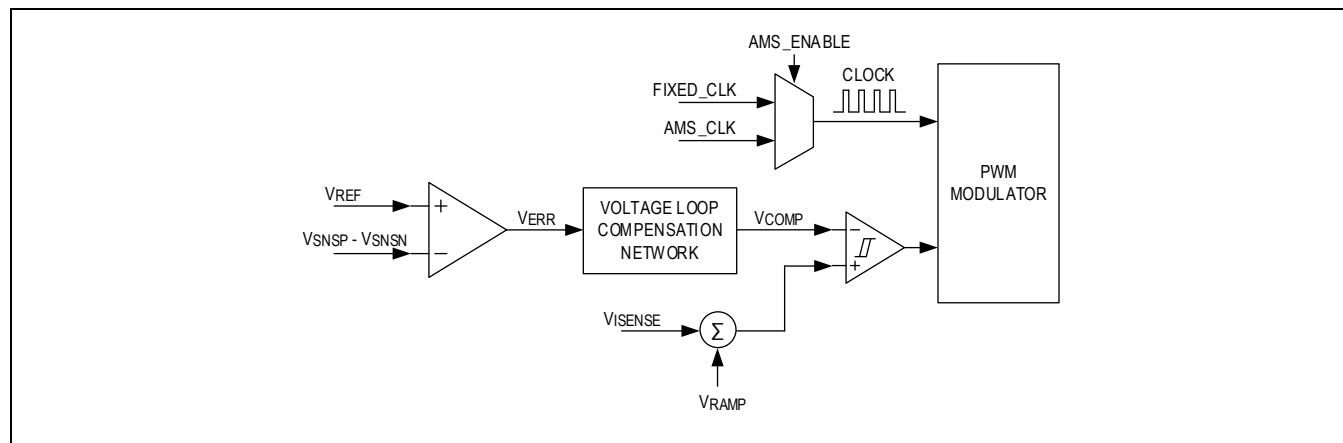 AMS_ENABLE
CLOCK
FIXED_CLK
AMS_CLK
PWM
MODULATOR
VREF
+
VERR
VOLTAGE LOOP
COMPENSATION
NETWORK
VCOMP
−
VSNSP - VSNSN
−
+
VISENSE
Σ
VRAMP